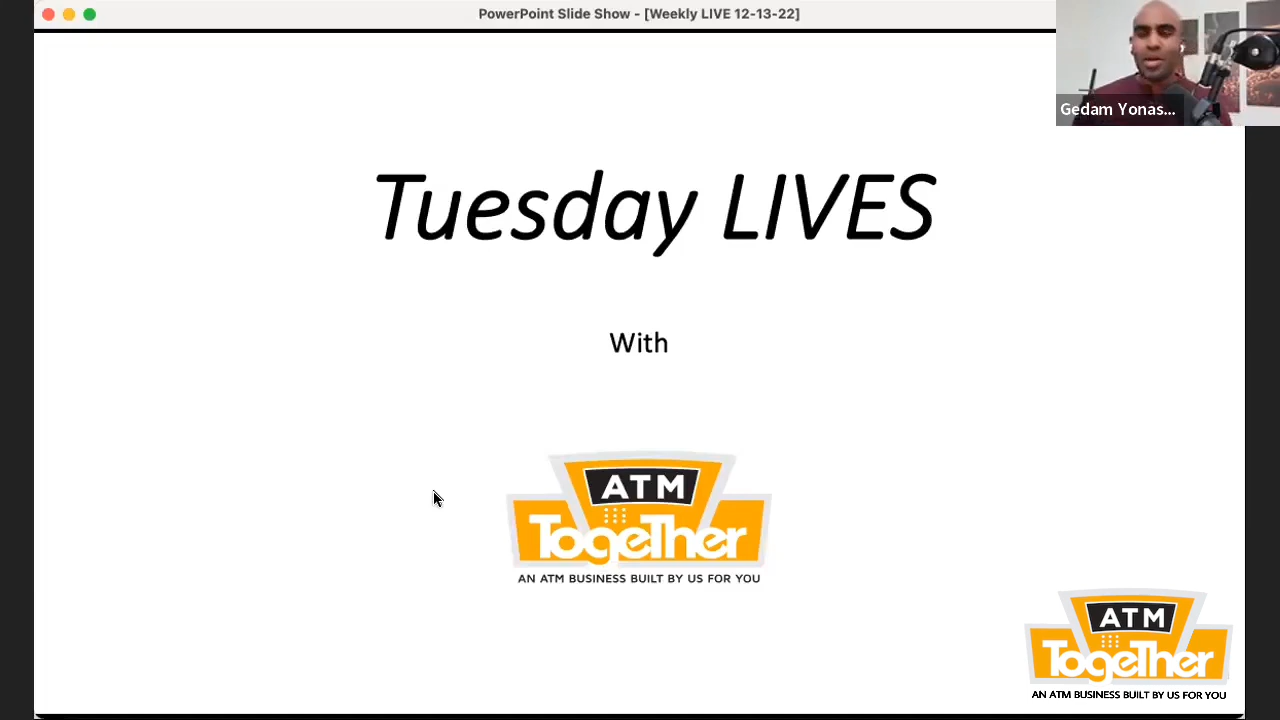 PowerPoint Slide Show - [Weekly LIVE 12-13-22]
Gedam Yonas...
Tuesday LIVES
With
ATM
TogeTher
AN ATM BUSINESS BUILT BY US FOR YOU
ATM
TogeTher
AN ATM BUSINESS BUILT BY US FOR YOU